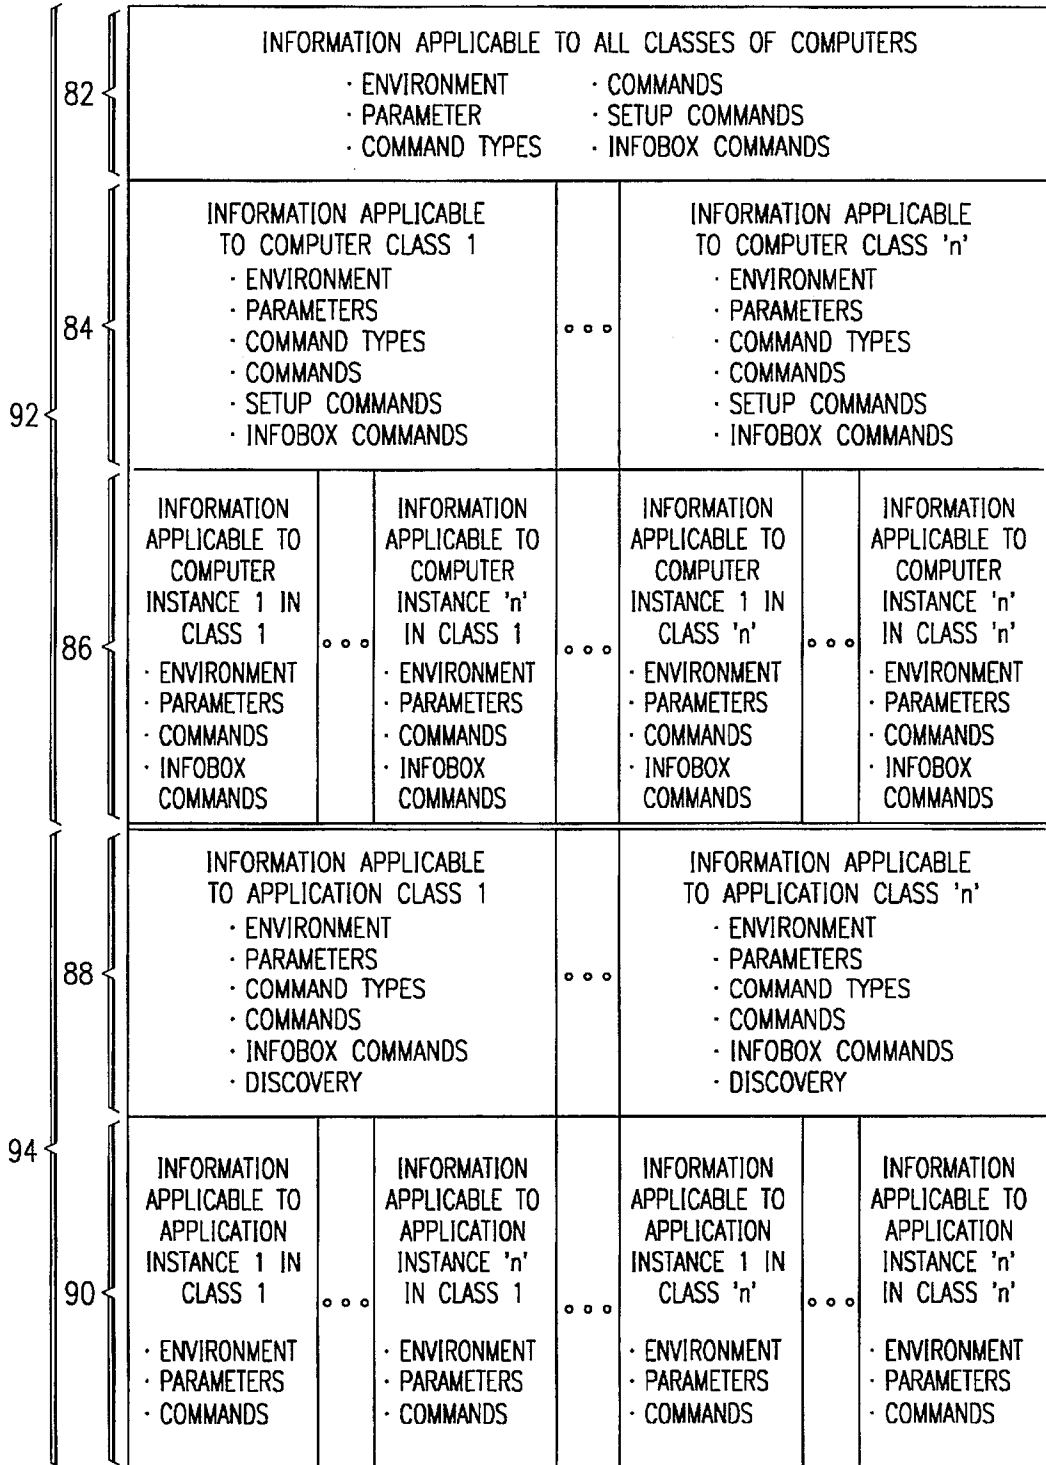 INFORMATION APPLICABLE TO ALL CLASSES OF COMPUTERS
82
· ENVIRONMENT
· PARAMETER
· COMMAND TYPES
· COMMANDS
· SETUP COMMANDS
· INFOBOX COMMANDS
92
84
INFORMATION APPLICABLE
TO COMPUTER CLASS 1
· ENVIRONMENT
· PARAMETERS
· COMMAND TYPES
· COMMANDS
· SETUP COMMANDS
· INFOBOX COMMANDS
INFORMATION APPLICABLE
TO COMPUTER CLASS 'n'
· ENVIRONMENT
· PARAMETERS
· COMMAND TYPES
· COMMANDS
· SETUP COMMANDS
· INFOBOX COMMANDS
86
INFORMATION
APPLICABLE TO
COMPUTER
INSTANCE 1 IN
CLASS 1
· ENVIRONMENT
· PARAMETERS
· COMMANDS
· INFOBOX
COMMANDS
INFORMATION
APPLICABLE TO
COMPUTER
INSTANCE 'n'
IN CLASS 1
· ENVIRONMENT
· PARAMETERS
· COMMANDS
· INFOBOX
COMMANDS
INFORMATION
APPLICABLE TO
COMPUTER
INSTANCE 1 IN
CLASS 'n'
· ENVIRONMENT
· PARAMETERS
· COMMANDS
· INFOBOX
COMMANDS
INFORMATION
APPLICABLE TO
COMPUTER
INSTANCE 'n'
IN CLASS 'n'
· ENVIRONMENT
· PARAMETERS
· COMMANDS
· INFOBOX
COMMANDS
94
88
INFORMATION APPLICABLE
TO APPLICATION CLASS 1
· ENVIRONMENT
· PARAMETERS
· COMMAND TYPES
· COMMANDS
· INFOBOX COMMANDS
· DISCOVERY
INFORMATION APPLICABLE
TO APPLICATION CLASS 'n'
· ENVIRONMENT
· PARAMETERS
· COMMAND TYPES
· COMMANDS
· INFOBOX COMMANDS
· DISCOVERY
90
INFORMATION
APPLICABLE TO
APPLICATION
INSTANCE 1 IN
CLASS 1
· ENVIRONMENT
· PARAMETERS
· COMMANDS
INFORMATION
APPLICABLE TO
APPLICATION
INSTANCE 'n'
IN CLASS 1
· ENVIRONMENT
· PARAMETERS
· COMMANDS
INFORMATION
APPLICABLE TO
APPLICATION
INSTANCE 1 IN
CLASS 'n'
· ENVIRONMENT
· PARAMETERS
· COMMANDS
INFORMATION
APPLICABLE TO
APPLICATION
INSTANCE 'n'
IN CLASS 'n'
· ENVIRONMENT
· PARAMETERS
· COMMANDS